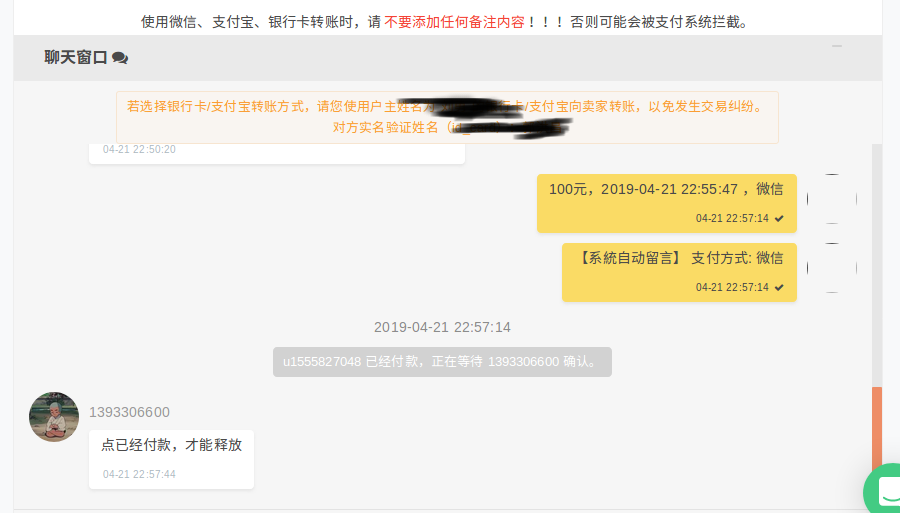 使用微信、支付宝、银行卡转账时，请不要添加任何备注内容！！！否则可能会被支付系统拦截。
聊天窗口
若选择银行卡/支付宝转账方式，请您使用户主姓名为 行卡/支付宝向卖家转账，以免发生交易纠纷。
对方实名验证姓名（
04-21 22:50:20
100元，2019-04-21 22:55:47 ，微信
04-21 22:57:14
【系統自动留言】 支付方式: 微信
04-21 22:57:14
2019-04-21 22:57:14
u1555827048 已经付款，正在等待 1393306600 确认。
1393306600
点已经付款，才能释放
04-21 22:57:44